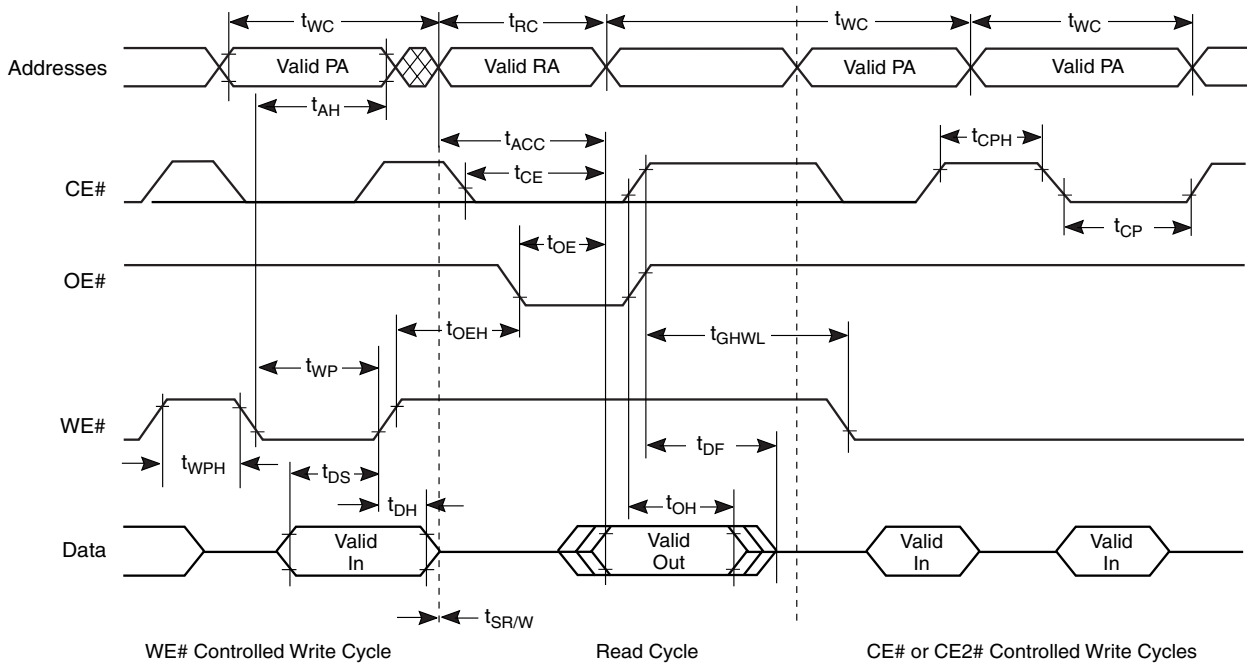 tWC tRC tWC tWC
Addresses Valid PA Valid RA Valid PA Valid PA
tAH
tACC tCPH
tCE
CE#
tCP
tOE
OE#
tOEH tGHWL
tWP
WE#
tWPH tDS tDF
tDH tOH
Data Valid In Valid Out Valid In Valid In
tSR/W
WE# Controlled Write Cycle Read Cycle CE# or CE2# Controlled Write Cycles